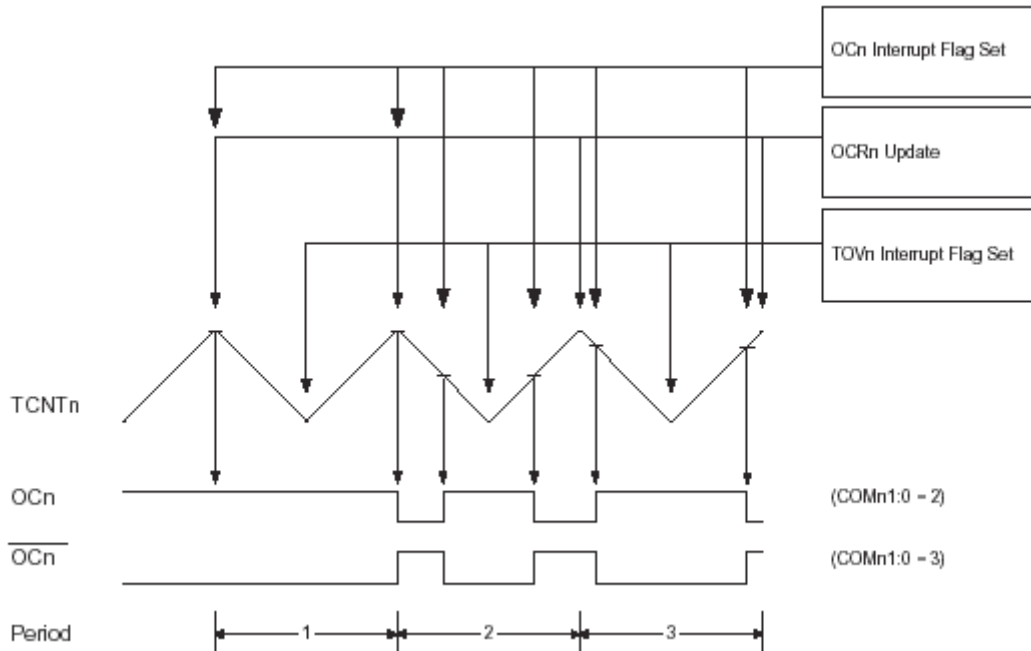 OCn Interrupt Flag Set
OCRn Update
TOVn Interrupt Flag Set
TCNTn
OCn
(COMn1:0 = 2)
OCn
(COMn1:0 = 3)
Period
1
2
3